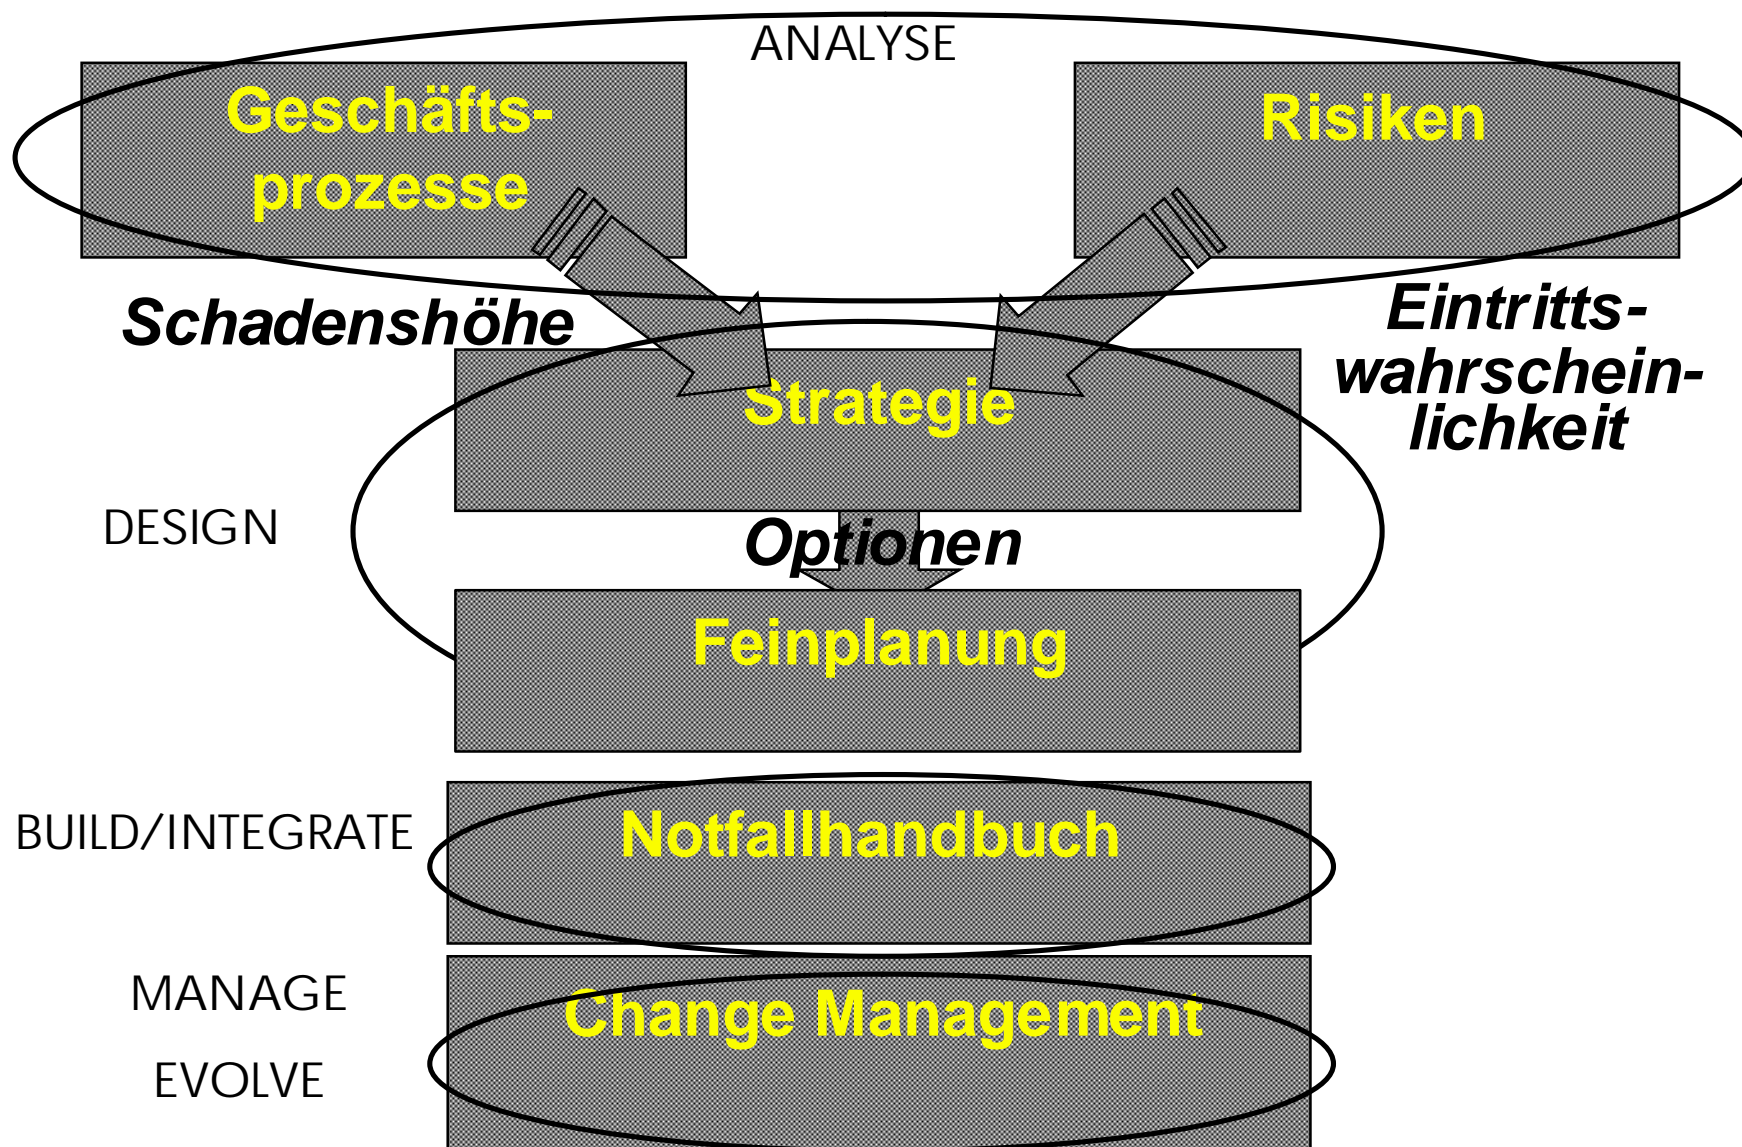 ANALYSE
Geschäfts-
prozesse
Risiken
Schadenshöhe
Eintritts-
wahrschein-
lichkeit
Strategie
DESIGN
Optionen
Feinplanung
BUILD/INTEGRATE
Notfallhandbuch
MANAGE
Change Management
EVOLVE